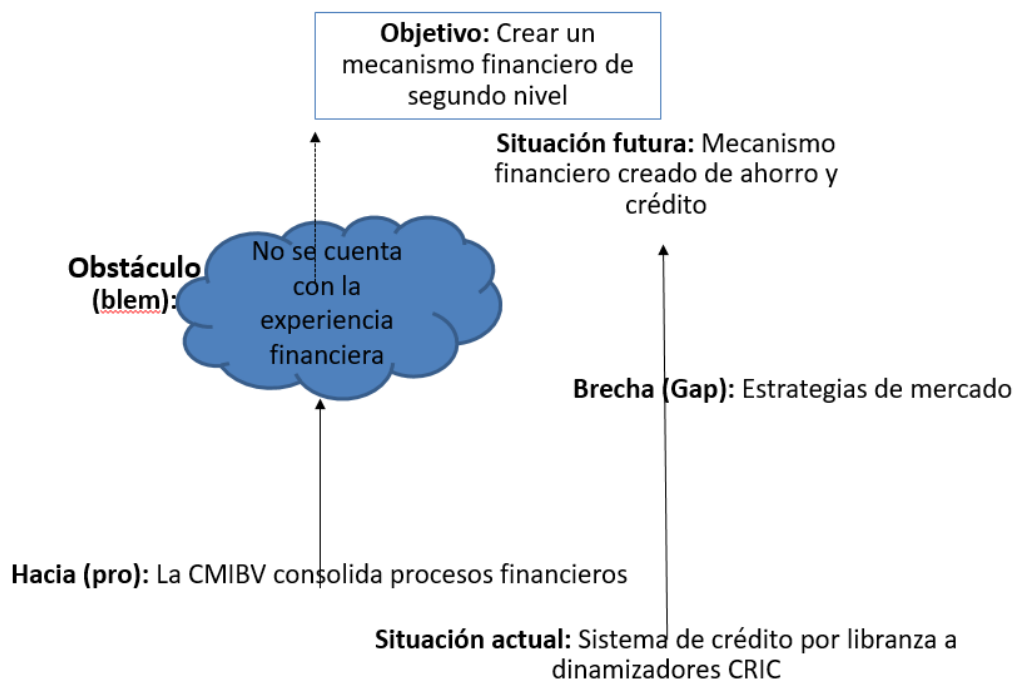 Objetivo: Crear un
mecanismo financiero de
segundo nivel
Situación futura: Mecanismo
financiero creado de ahorro y
crédito
Obstáculo
(blem):
No se cuenta
con la
experiencia
financiera
Brecha (Gap): Estrategias de mercado
Hacia (pro): La CMIBV consolida procesos financieros
Situación actual: Sistema de crédito por libranza a
dinamizadores CRIC